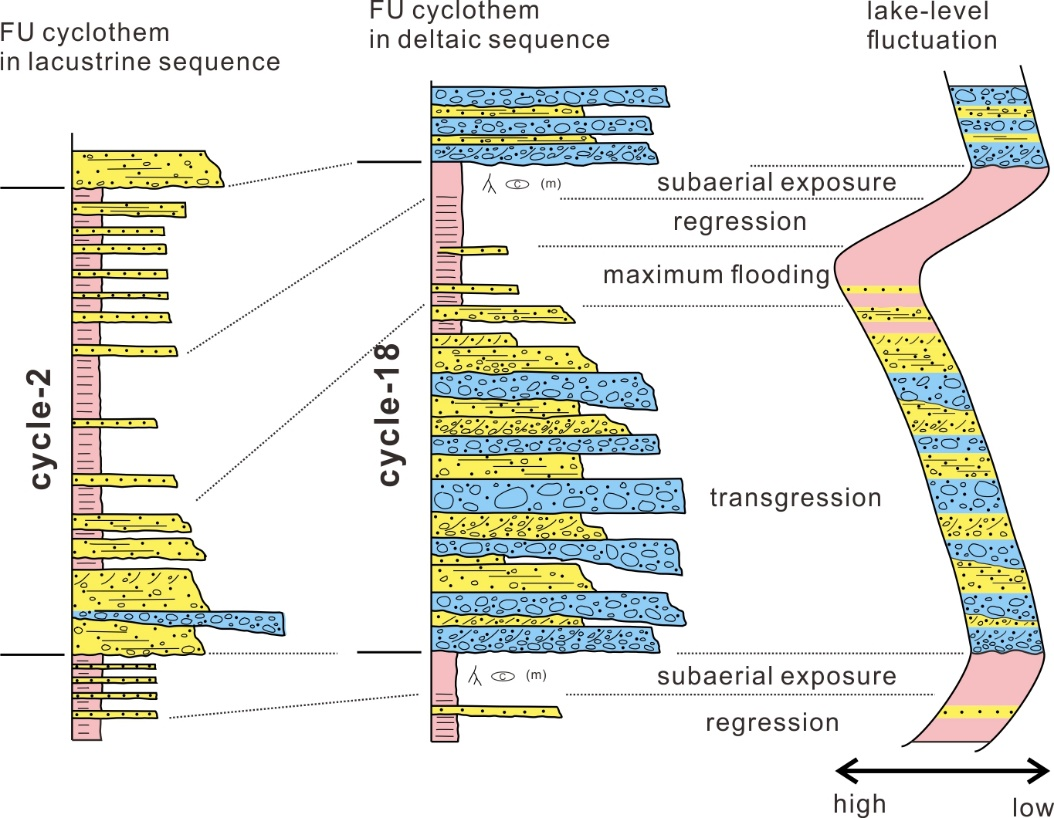 FU cyclothem
in lacustrine sequence
FU cyclothem
in deltaic sequence
lake-level
fluctuation
cycle-2
cycle-18
(m)
subaerial exposure
regression
maximum flooding
transgression
(m)
subaerial exposure
regression
high
low